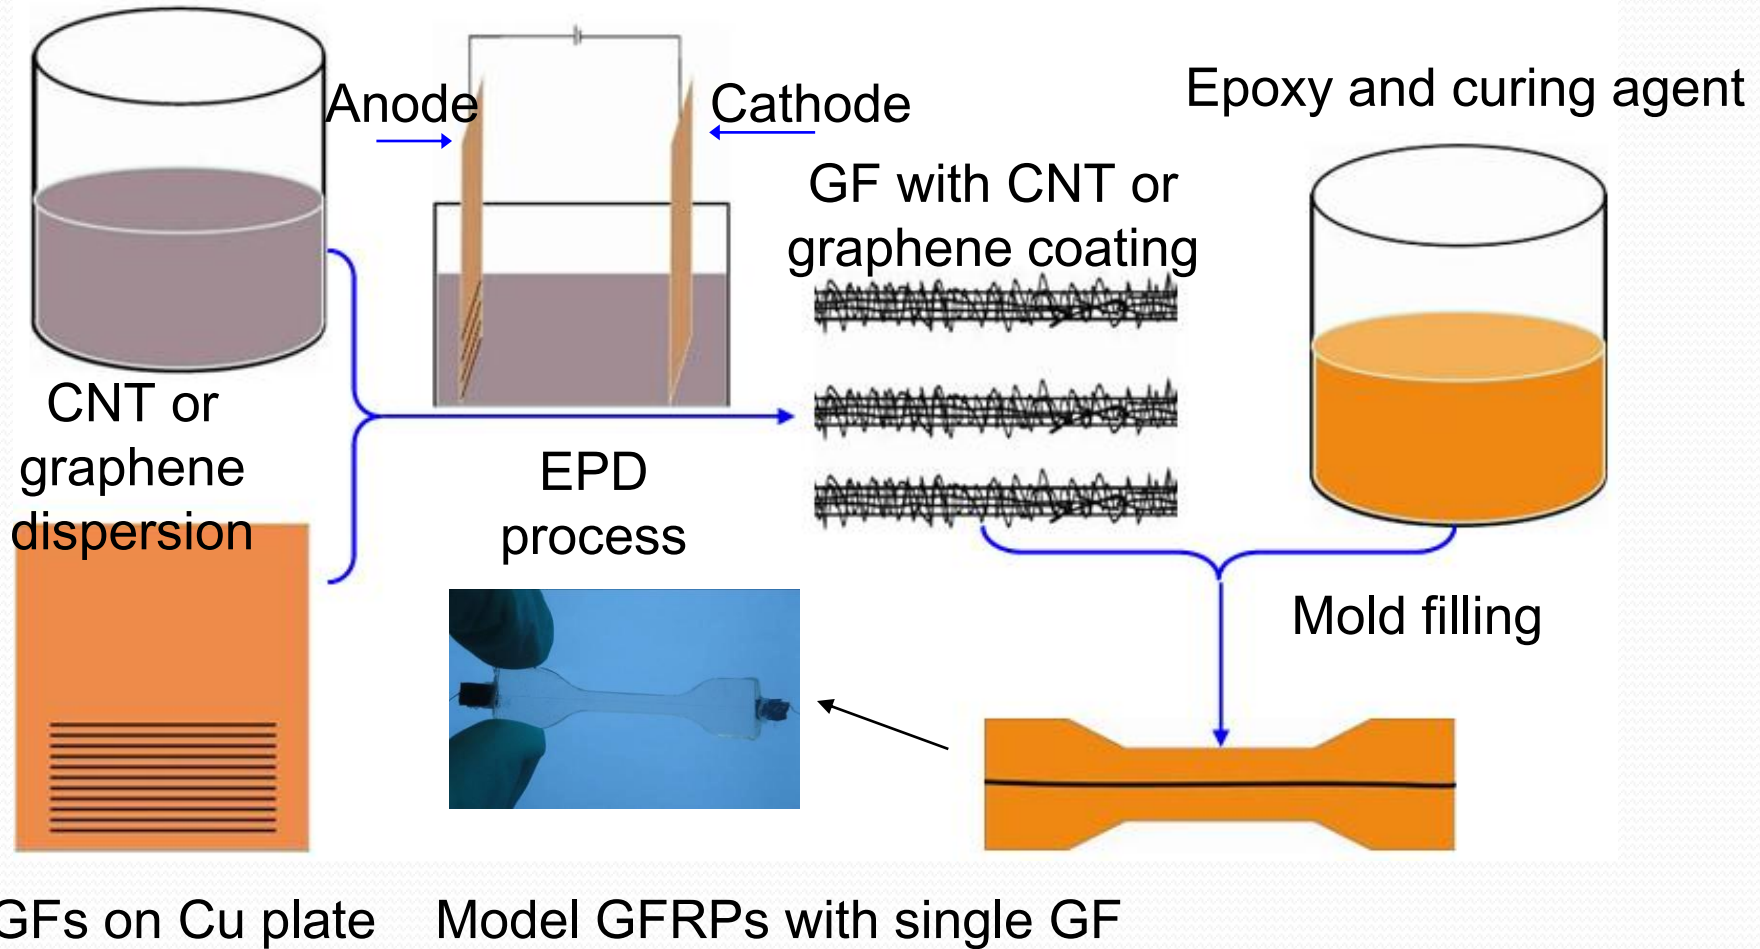 Anode
Cathode
Epoxy and curing agent
GF with CNT or
graphene coating
CNT or
graphene
dispersion
EPD
process
Mold filling
GFs on Cu plate
Model GFRPs with single GF